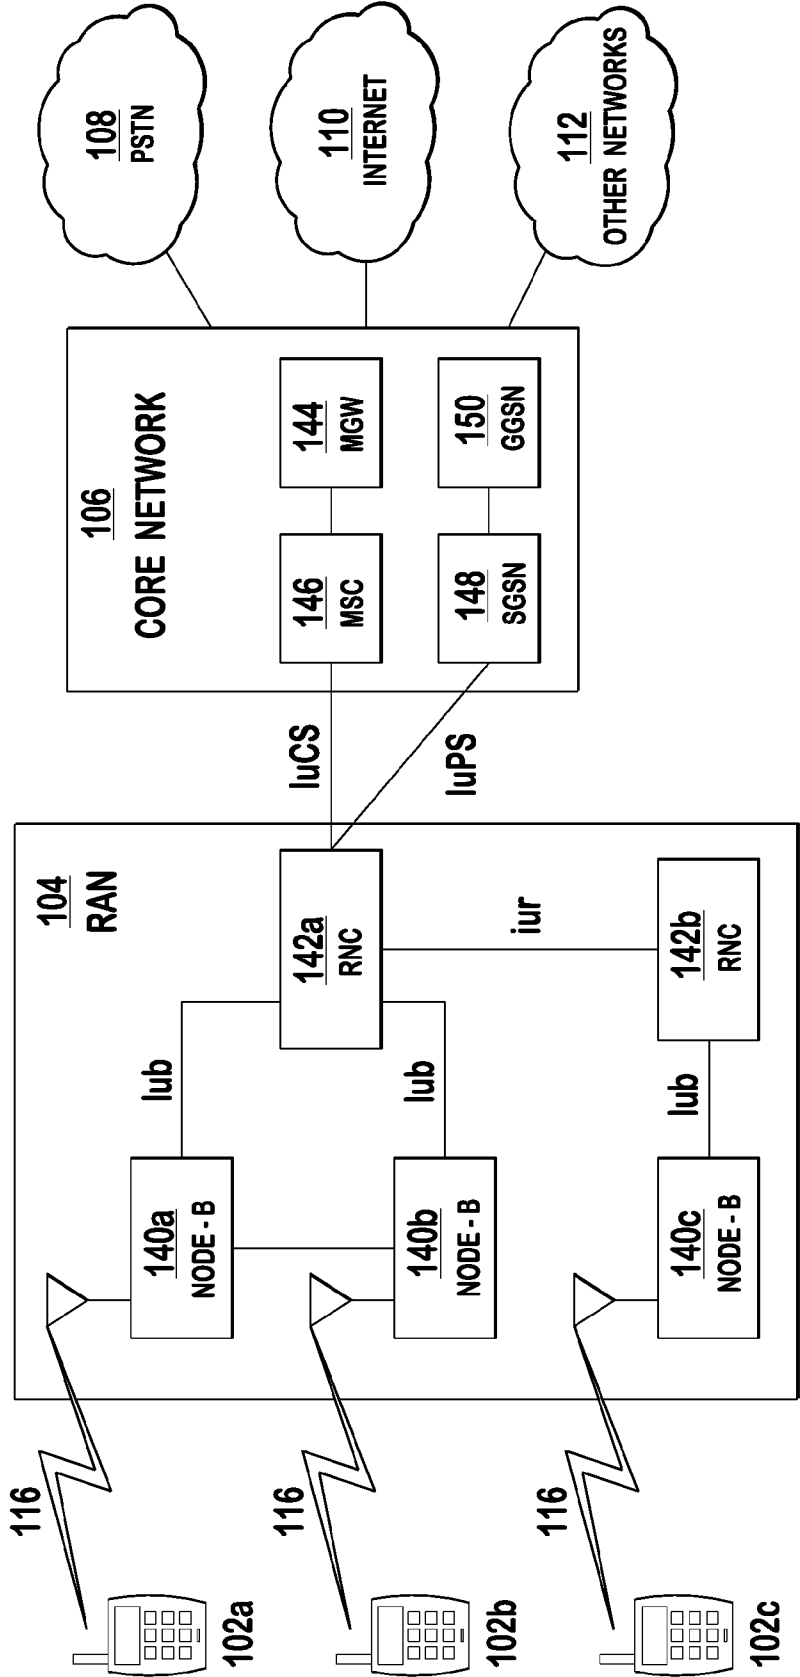 108
PSTN
110
INTERNET
112
OTHER NETWORKS
106
CORE NETWORK
144
MGW
150
GGSN
146
MSC
148
SGSN
IuCS
IuPS
104
RAN
142a
RNC
iur
142b
RNC
Iub
Iub
Iub
140a
NODE - B
140b
NODE - B
140c
NODE - B
116
116
116
102a
102b
102c